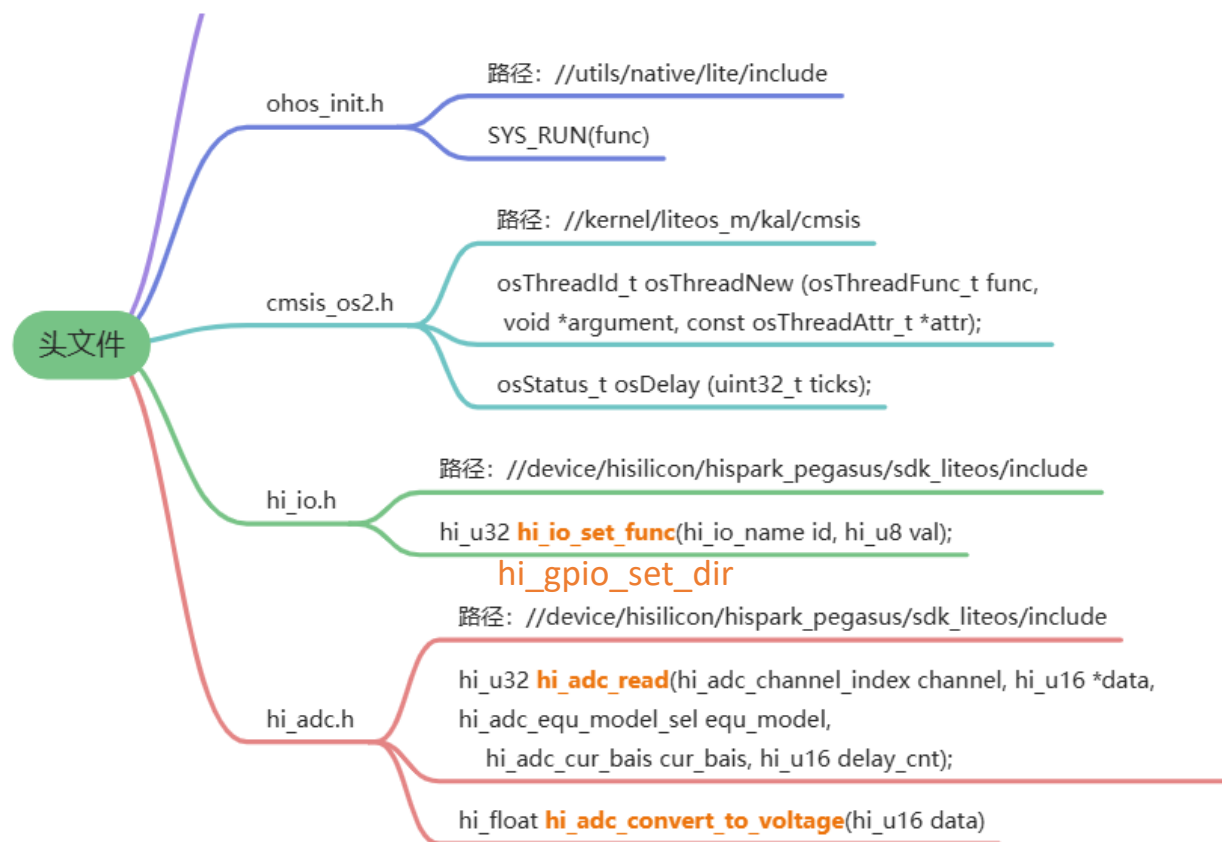 头文件
ohos_init.h
路径：//utils/native/lite/include
SYS_RUN(func)
cmsis_os2.h
路径：//kernel/liteos_m/kal/cmsis
osThreadId_t osThreadNew (osThreadFunc_t func,
void *argument, const osThreadAttr_t *attr);
osStatus_t osDelay (uint32_t ticks);
hi_io.h
路径：//device/hisilicon/hispark_pegasus/sdk_liteos/include
hi_u32 hi_io_set_func(hi_io_name id, hi_u8 val);
hi_gpio_set_dir
hi_adc.h
路径：//device/hisilicon/hispark_pegasus/sdk_liteos/include
hi_u32 hi_adc_read(hi_adc_channel_index channel, hi_u16 *data,
hi_adc_equ_model_sel equ_model,
hi_adc_cur_bais cur_bais, hi_u16 delay_cnt);
hi_float hi_adc_convert_to_voltage(hi_u16 data)